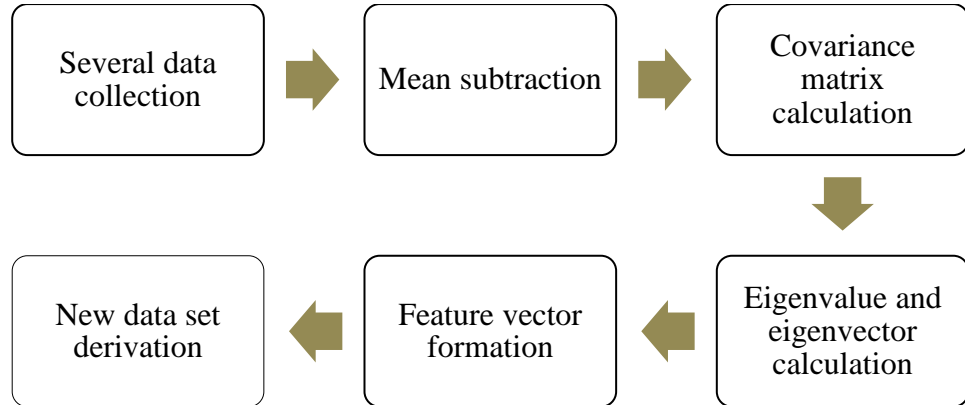 Several data
collection
Mean subtraction
Covariance
matrix
calculation
Eigenvalue and
eigenvector
calculation
Feature vector
formation
New data set
derivation